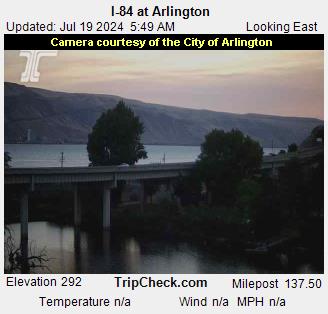 I-84 at Arlington
Updated: Jul 19 2024 5:49 AM Looking East
Camera courtesy of the City of Arlington
Elevation 292 TripCheck.com Milepost 137.50
Temperature n/a Wind n/a MPH n/a